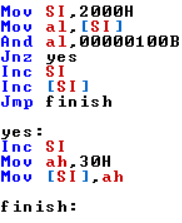 Mov SI,2000H
Mov al,[SI]
And al,00000100B
Jnz yes
Inc SI
Inc [SI]
Jmp finish
yes:
Inc SI
Mov ah,30H
Mov [SI],ah
finish: